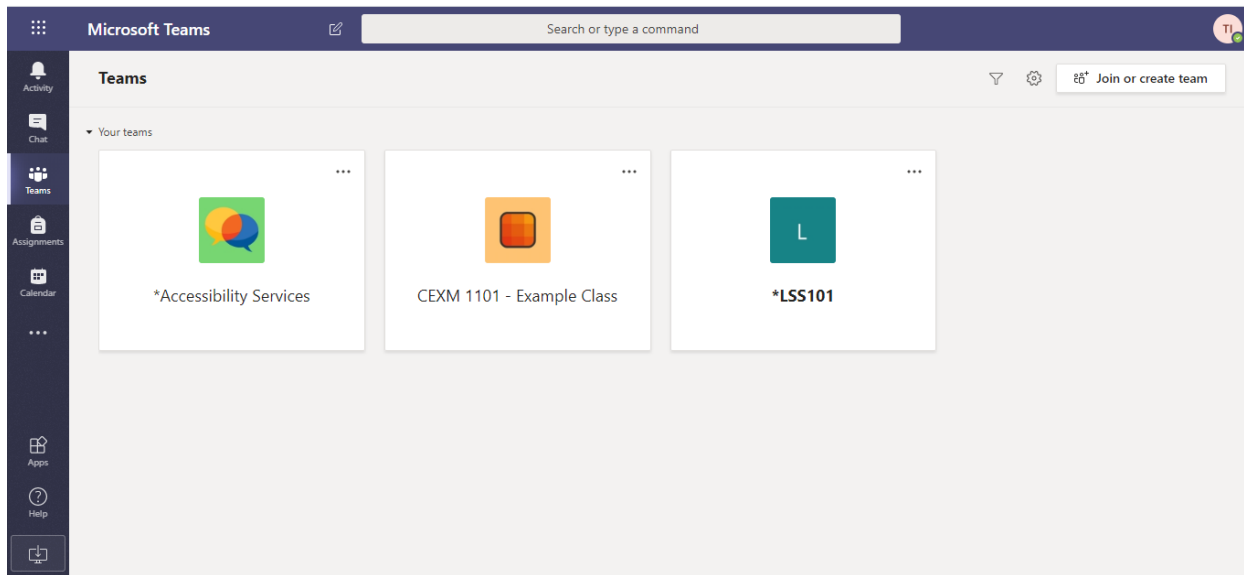 Microsoft Teams
Search or type a command
TI
Activity
Chat
Teams
Assignments
Calendar
Apps
Help
Teams
Join or create team
Your teams
*Accessibility Services
CEXM 1101 - Example Class
L
*LSS101